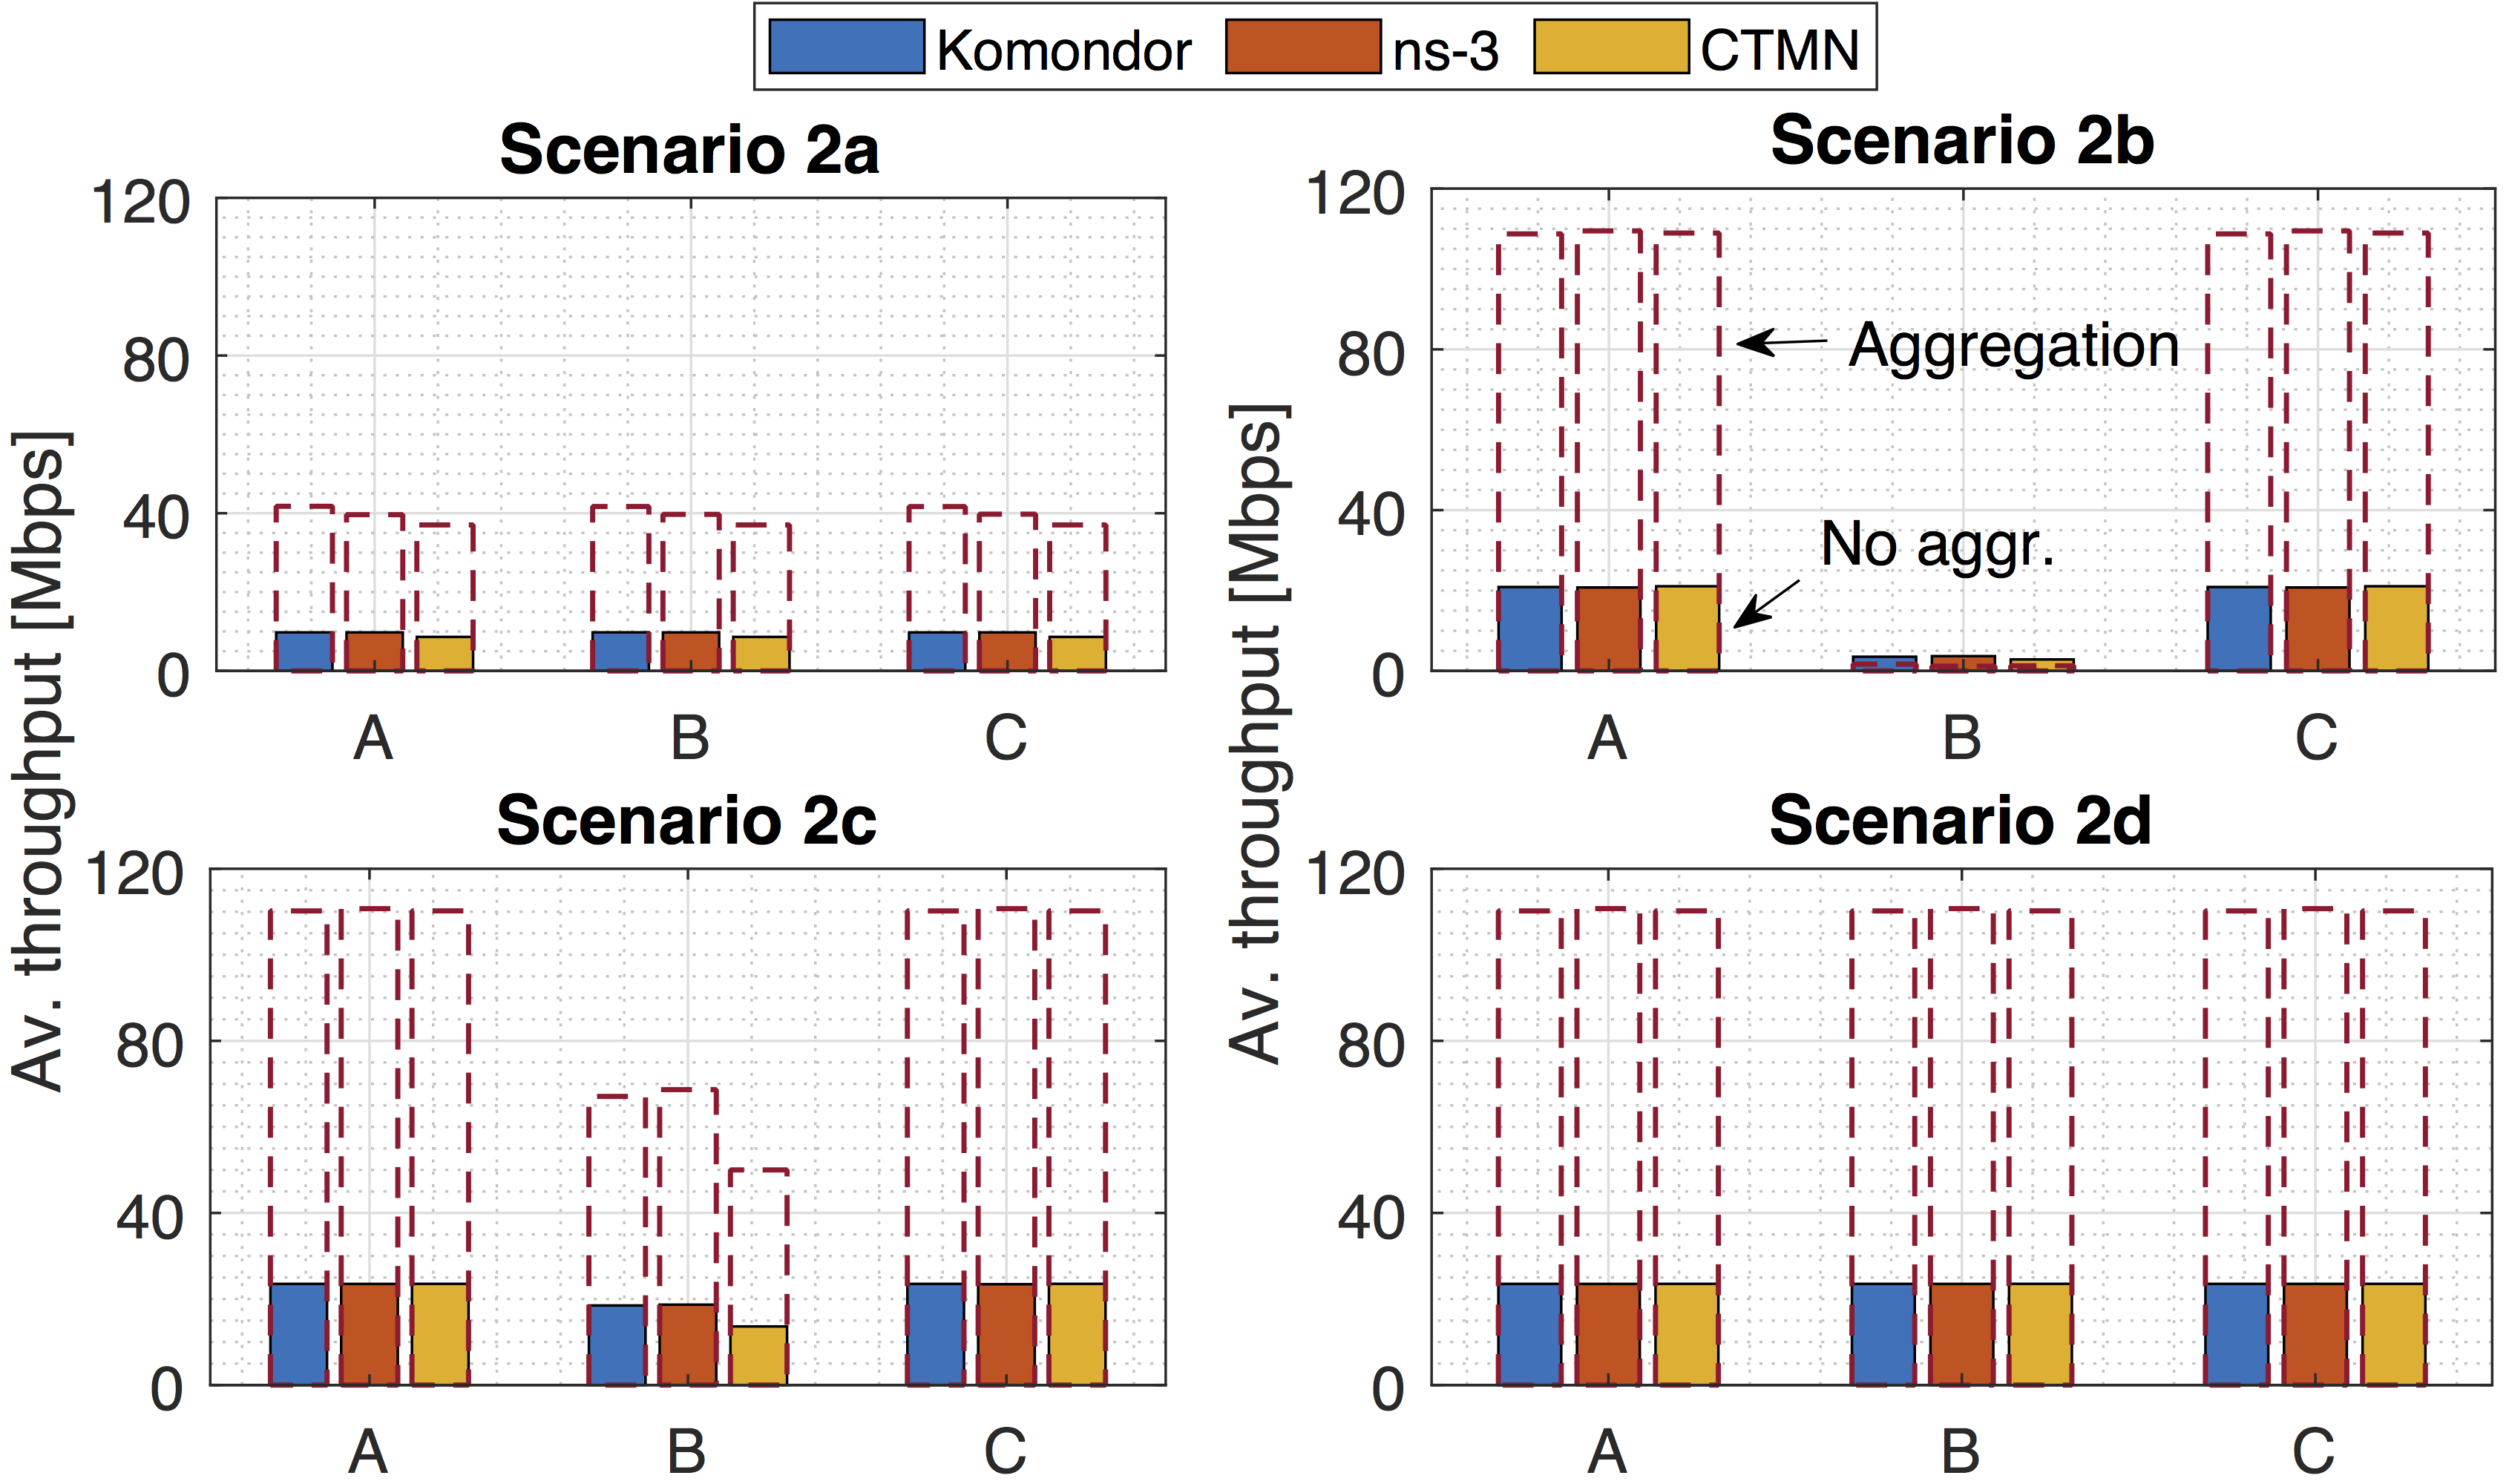 Komondor ns-3 CTMN
Scenario 2a
Av. throughput [Mbps]
120
80
40
0
A B C
Scenario 2b
Av. throughput [Mbps]
120
80
40
0
Aggregation
No aggr.
A B C
Scenario 2c
120
80
40
0
A B C
Scenario 2d
120
80
40
0
A B C